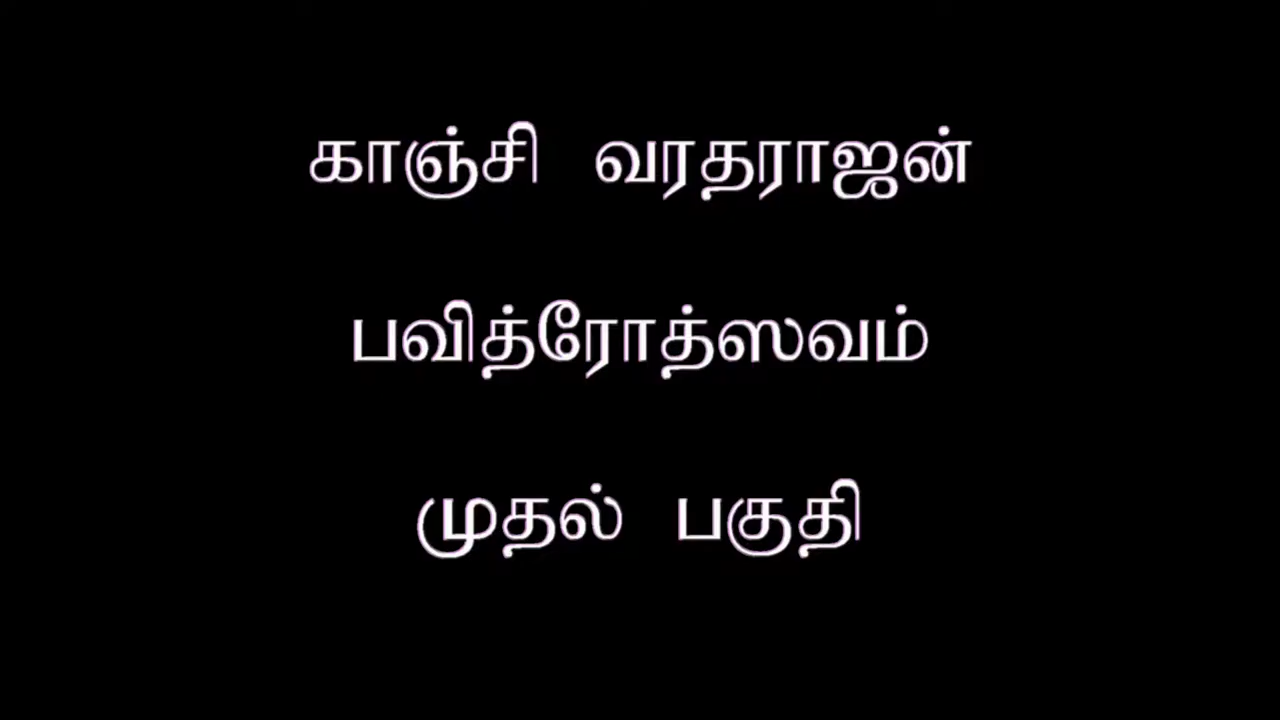 காஞ்சி வரதராஜன்
பவித்ரோத்ஸவம்
முதல் பகுதி